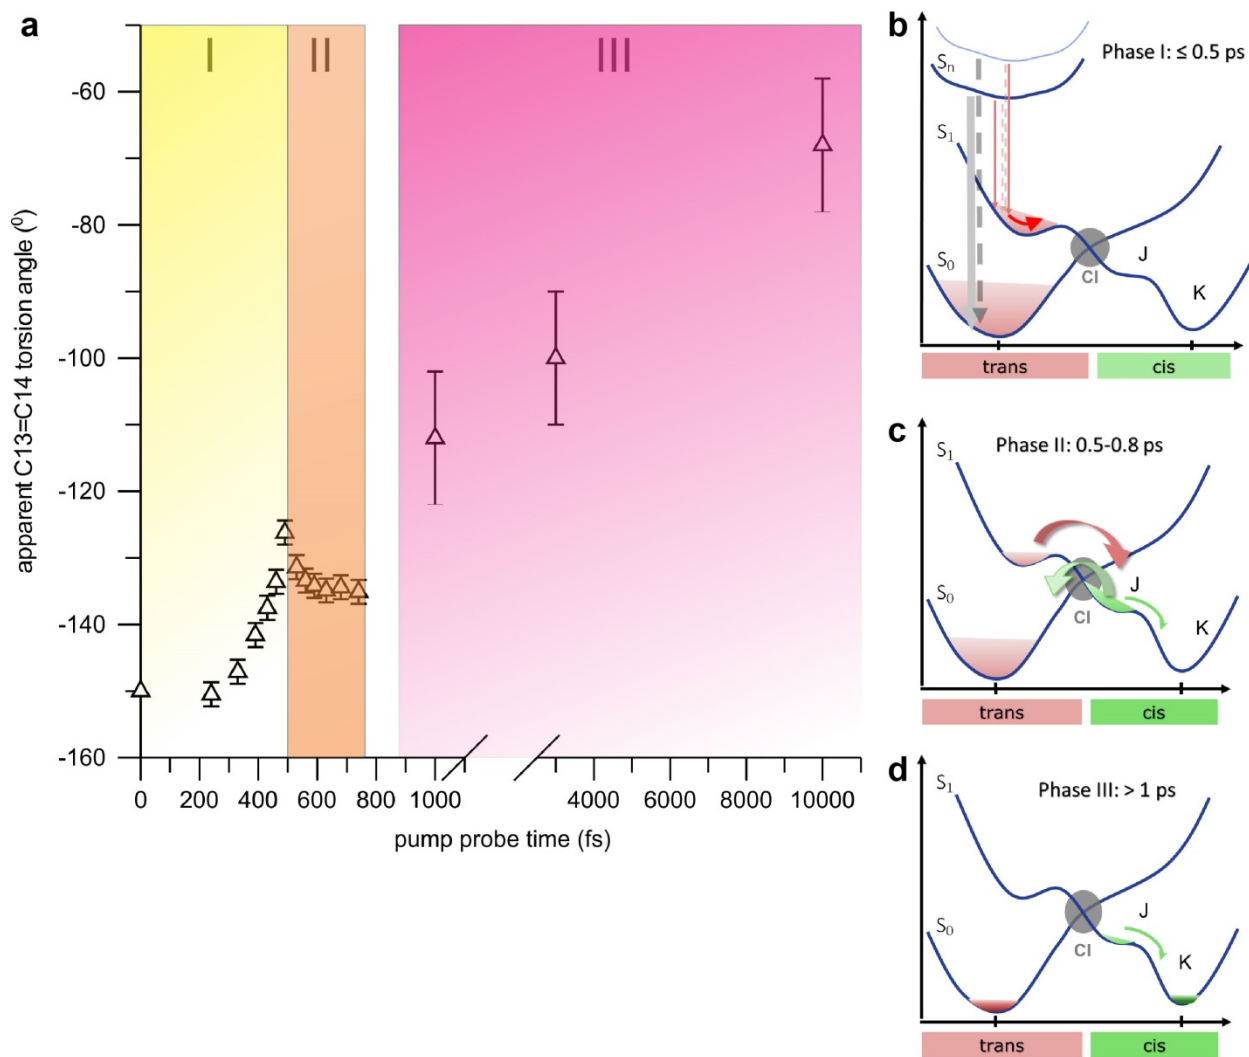 a
I
II
III
-60
-80
-100
-120
-140
-160
apparent C13=C14 torsion angle (⁰)
0 200 400 600 800 1000 4000 6000 8000 10000
pump probe time (fs)
b
Phase I: ≤ 0.5 ps
Sₙ
S₁
S₀
J
CI
K
trans cis
c
Phase II: 0.5-0.8 ps
S₁
S₀
J
CI
K
trans cis
d
Phase III: > 1 ps
S₁
S₀
J
CI
K
trans cis